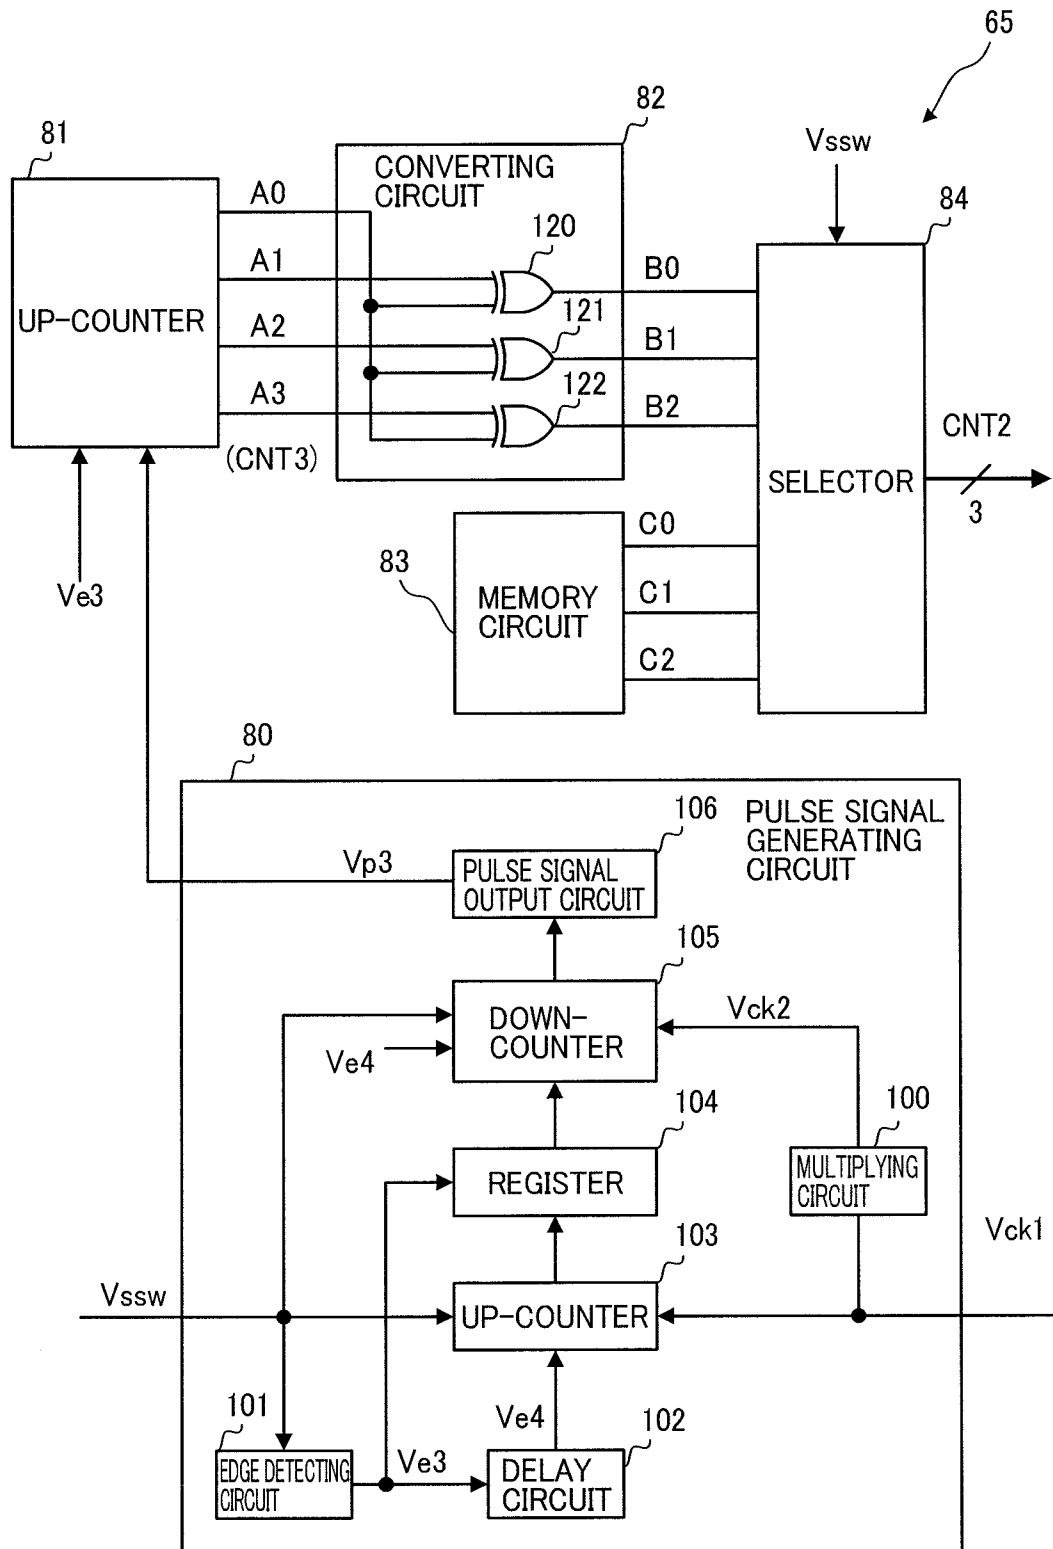 65
81
UP-COUNTER
A0
A1
A2
A3
(CNT3)
Ve3
82
CONVERTING
CIRCUIT
120
121
122
B0
B1
B2
Vssw
84
SELECTOR
CNT2
3
83
MEMORY
CIRCUIT
C0
C1
C2
80
PULSE SIGNAL
GENERATING
CIRCUIT
106
PULSE SIGNAL
OUTPUT CIRCUIT
Vp3
105
DOWN-
COUNTER
Ve4
Vck2
104
REGISTER
100
MULTIPLYING
CIRCUIT
103
UP-COUNTER
Vssw
Vck1
101
EDGE DETECTING
CIRCUIT
Ve3
Ve4
102
DELAY
CIRCUIT